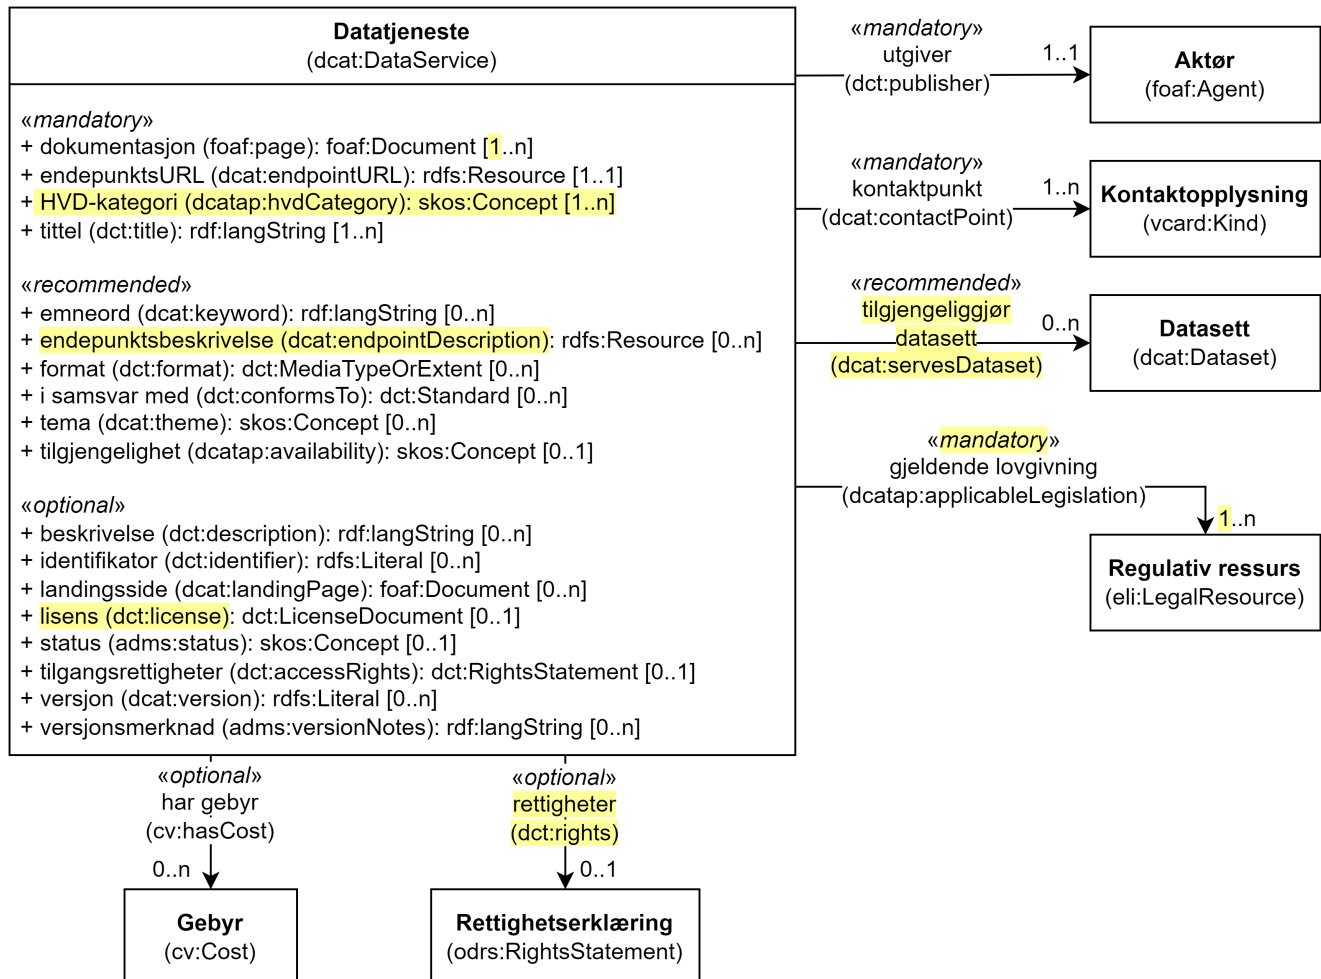 Datatjeneste
(dcat:DataService)
«mandatory»
+ dokumentasjon (foaf:page): foaf:Document [1..n]
+ endepunktsURL (dcat:endpointURL): rdfs:Resource [1..1]
+ HVD-kategori (dcatap:hvdCategory): skos:Concept [1..n]
+ tittel (dct:title): rdf:langString [1..n]
«recommended»
+ emneord (dcat:keyword): rdf:langString [0..n]
+ endepunktsbeskrivelse (dcat:endpointDescription): rdfs:Resource [0..n]
+ format (dct:format): dct:MediaTypeOrExtent [0..n]
+ i samsvar med (dct:conformsTo): dct:Standard [0..n]
+ tema (dcat:theme): skos:Concept [0..n]
+ tilgjengelighet (dcatap:availability): skos:Concept [0..1]
«optional»
+ beskrivelse (dct:description): rdf:langString [0..n]
+ identifikator (dct:identifier): rdfs:Literal [0..n]
+ landingsside (dcat:landingPage): foaf:Document [0..n]
+ lisens (dct:license): dct:LicenseDocument [0..1]
+ status (adms:status): skos:Concept [0..1]
+ tilgangsrettigheter (dct:accessRights): dct:RightsStatement [0..1]
+ versjon (dcat:version): rdfs:Literal [0..n]
+ versjonsmerknad (adms:versionNotes): rdf:langString [0..n]
«mandatory»
utgiver
(dct:publisher)
1..1
Aktør
(foaf:Agent)
«mandatory»
kontaktpunkt
(dcat:contactPoint)
1..n
Kontaktopplysning
(vcard:Kind)
«recommended»
tilgjengeliggjør
datasett
(dcat:servesDataset)
0..n
Datasett
(dcat:Dataset)
«mandatory»
gjeldende lovgivning
(dcatap:applicableLegislation)
1..n
Regulativ ressurs
(eli:LegalResource)
«optional»
har gebyr
(cv:hasCost)
0..n
Gebyr
(cv:Cost)
«optional»
rettigheter
(dct:rights)
0..1
Rettighetserklæring
(odrs:RightsStatement)